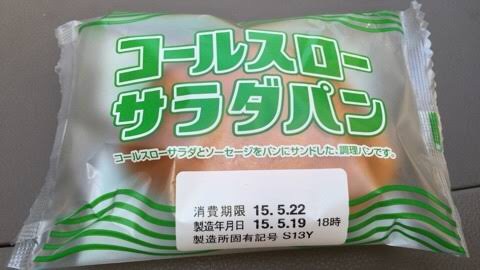 コールスロー
サラダパン
コールスローサラダとソーセージをパンにサンドした、調理パンです。
消費期限 15.5.22
製造年月日 15.5.19 18時
製造所固有記号 S13Y